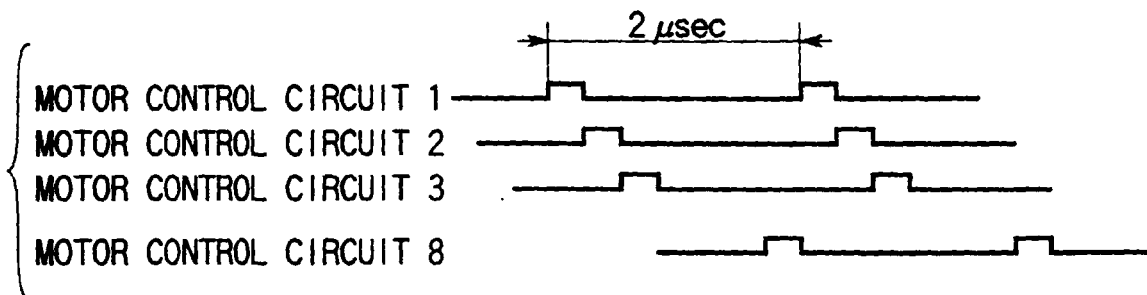 2 μsec
MOTOR CONTROL CIRCUIT 1
MOTOR CONTROL CIRCUIT 2
MOTOR CONTROL CIRCUIT 3
MOTOR CONTROL CIRCUIT 8